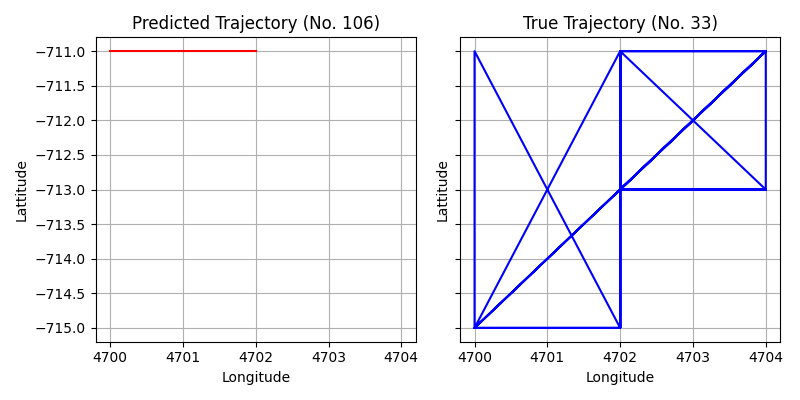 Predicted Trajectory (No. 106)
−711.0
−711.5
−712.0
−712.5
−713.0
−713.5
−714.0
−714.5
−715.0
Lattitude
4700 4701 4702 4703 4704
Longitude
True Trajectory (No. 33)
Lattitude
4700 4701 4702 4703 4704
Longitude